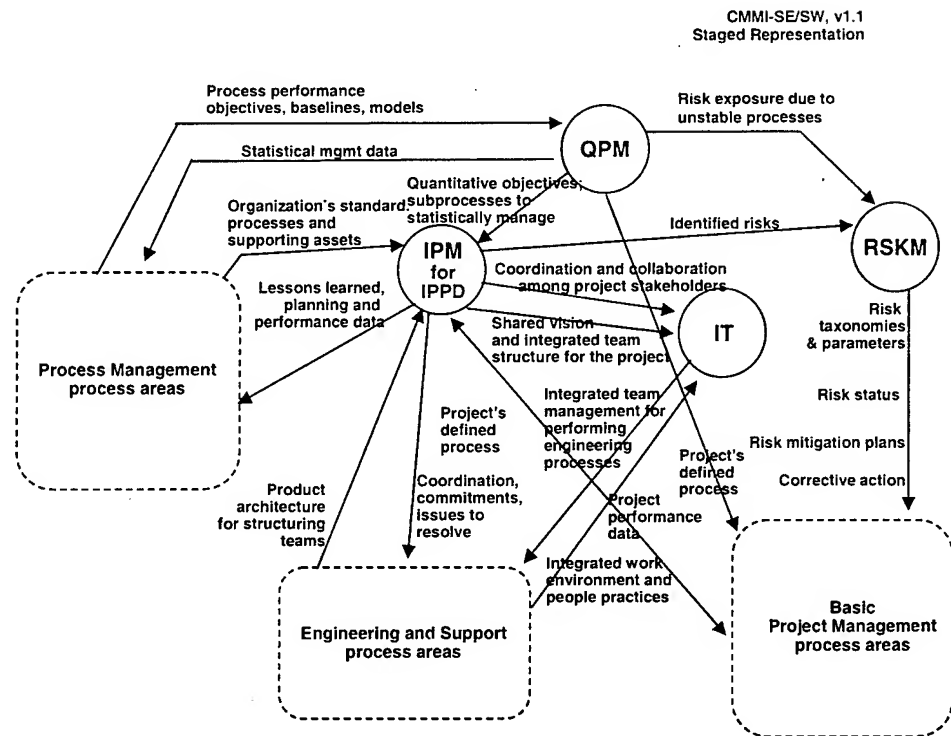 CMMI-SE/SW, v1.1
Staged Representation
Process performance
objectives, baselines, models
Risk exposure due to
unstable processes
QPM
Statistical mgmt data
Quantitative objectives,
subprocesses to
statistically manage
Organization's standard
processes and
supporting assets
Identified risks
RSKM
IPM
for
IPPD
Coordination and collaboration
among project stakeholders
Lessons learned,
planning and
performance data
Shared vision
and integrated team
structure for the project
IT
Risk
taxonomies
& parameters
Process Management
process areas
Risk status
Integrated team
management for
performing
engineering
processes
Project's
defined
process
Risk mitigation plans
Project's
defined
process
Corrective action
Coordination,
commitments,
issues to
resolve
Product
architecture
for structuring
teams
Project
performance
data
Integrated work
environment and
people practices
Engineering and Support
process areas
Basic
Project Management
process areas